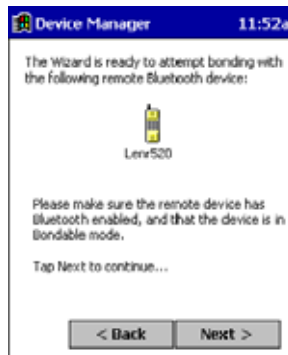 Device Manager 11:52a
The Wizard is ready to attempt bonding with
the following remote Bluetooth device:
Lenr520
Please make sure the remote device has
Bluetooth enabled, and that the device is in
Bondable mode.
Tap Next to continue...
< Back Next >